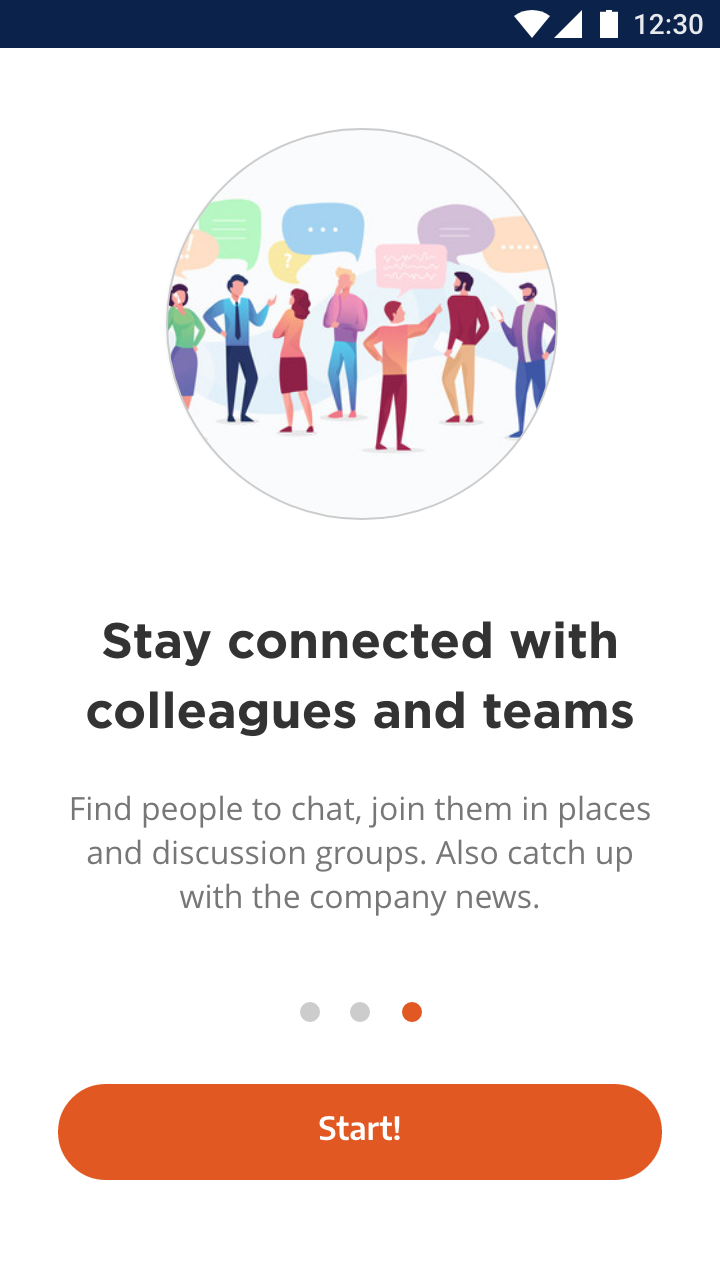 12:30
?
Stay connected with
colleagues and teams
Find people to chat, join them in places
and discussion groups. Also catch up
with the company news.
Start!